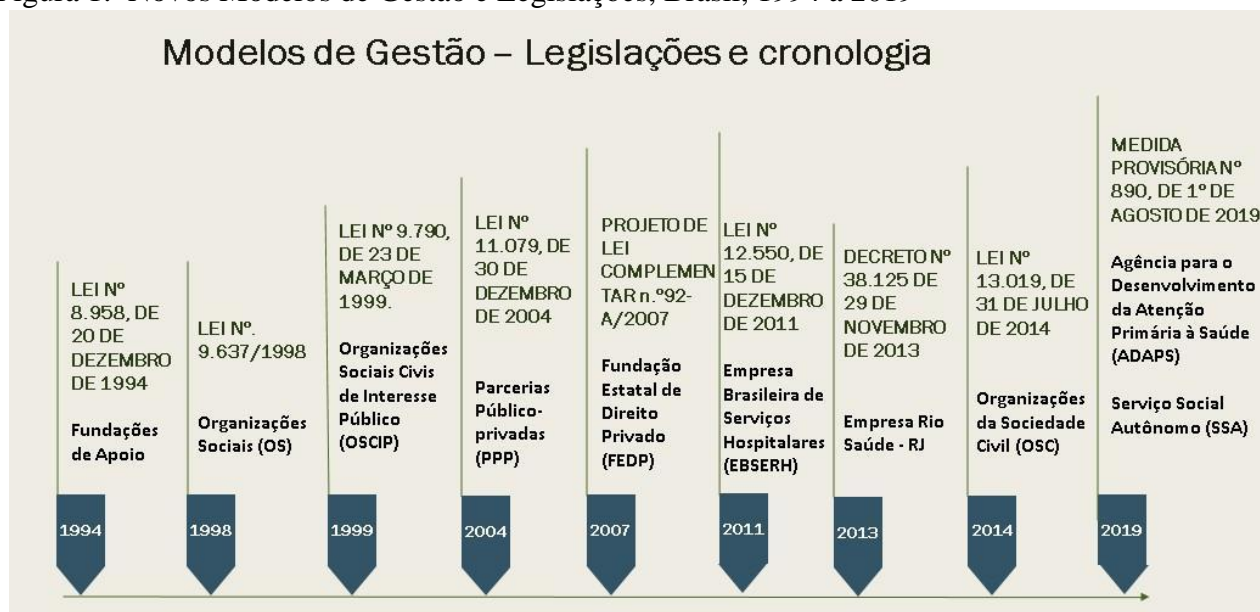 Figura 1. Novos Modelos de Gestão e Legislações, Brasil, 1994 a 2019
Modelos de Gestão – Legislações e cronologia
LEI Nº
8.958, DE
20 DE
DEZEMBRO
DE 1994
Fundações
de Apoio
LEI Nº.
9.637/1998
Organizações
Sociais (OS)
LEI Nº 9.790,
DE 23 DE
MARÇO DE
1999.
Organizações
Sociais Civis
de Interesse
Público
(OSCIP)
LEI Nº
11.079, DE
30 DE
DEZEMBRO
DE 2004
Parcerias
Público-
privadas
(PPP)
PROJETO DE
LEI
COMPLEMEN
TAR n.º92-
A/2007
Fundação
Estatal de
Direito
Privado
(FEDP)
LEI Nº
12.550, DE
15 DE
DEZEMBRO
DE 2011
Empresa
Brasileira de
Serviços
Hospitalares
(EBSERH)
DECRETO Nº
38.125 DE
29 DE
NOVEMBRO
DE 2013
Empresa Rio
Saúde - RJ
LEI Nº
13.019, DE
31 DE JULHO
DE 2014
Organizações
da Sociedade
Civil (OSC)
MEDIDA
PROVISÓRIA Nº
890, DE 1º DE
AGOSTO DE 2019
Agência para o
Desenvolvimento
da Atenção
Primária à Saúde
(ADAPS)
Serviço Social
Autônomo (SSA)
1994
1998
1999
2004
2007
2011
2013
2014
2019